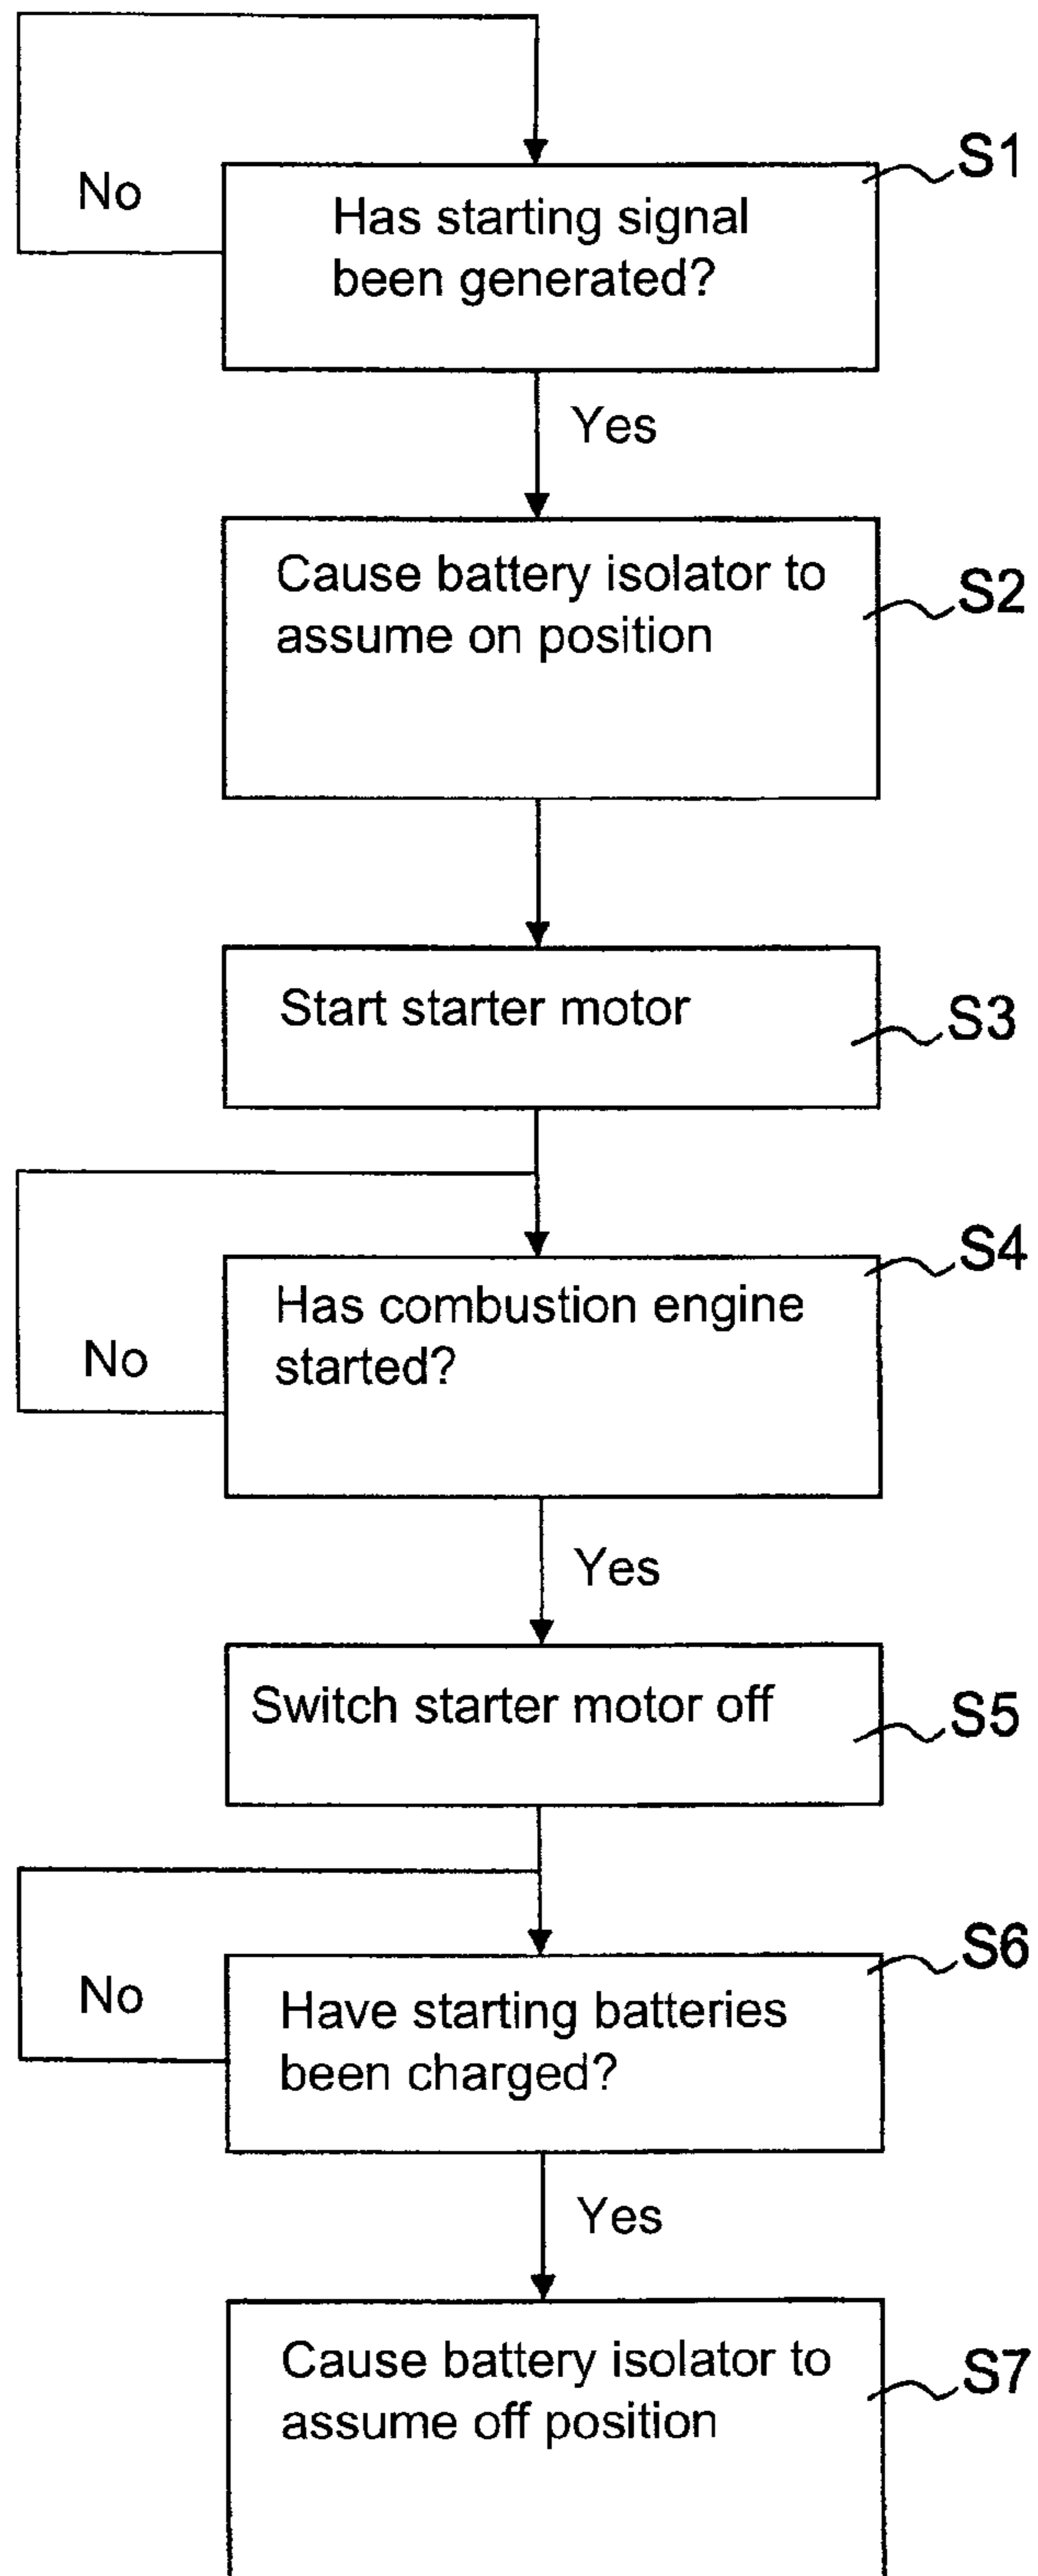 S1
No
Has starting signal
been generated?
Yes
Cause battery isolator to
assume on position
S2
Start starter motor
S3
S4
Has combustion engine
started?
No
Yes
Switch starter motor off
S5
S6
No
Have starting batteries
been charged?
Yes
Cause battery isolator to
assume off position
S7